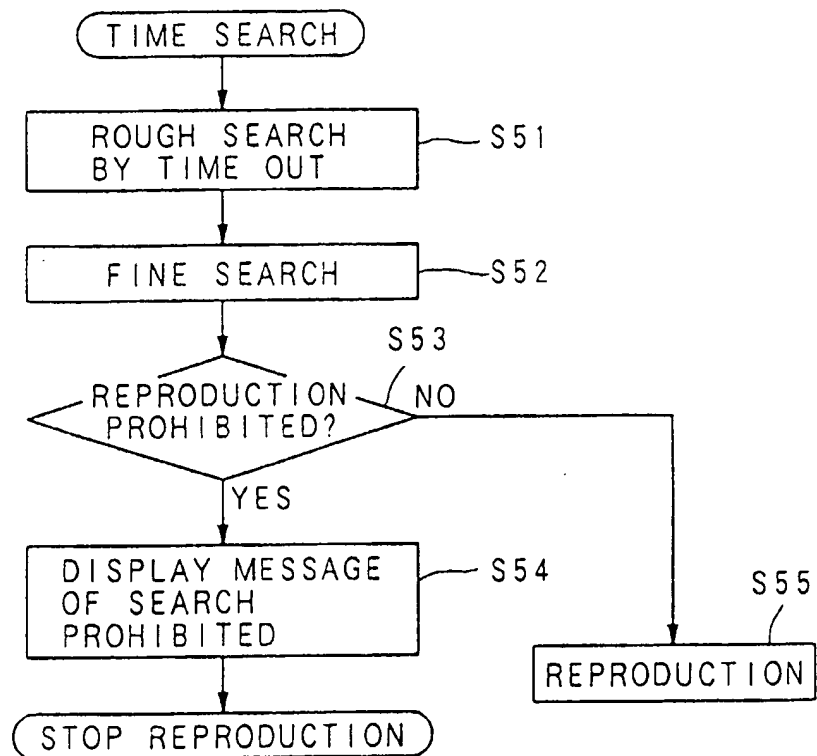 TIME SEARCH
ROUGH SEARCH
BY TIME OUT
S51
FINE SEARCH
S52
S53
REPRODUCTION
PROHIBITED?
NO
YES
DISPLAY MESSAGE
OF SEARCH
PROHIBITED
S54
S55
REPRODUCTION
STOP REPRODUCTION